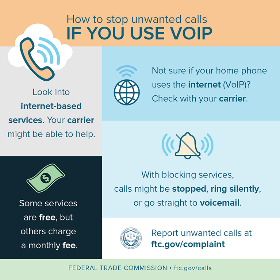 How to stop unwanted calls
IF YOU USE VOIP
Look into
internet-based
services. Your carrier
might be able to help.
Not sure if your home phone
uses the internet (VoIP)?
Check with your carrier.
With blocking services,
calls might be stopped, ring silently,
or go straight to voicemail.
Some services
are free, but
others charge
a monthly fee.
Report unwanted calls at
ftc.gov/complaint
FEDERAL TRADE COMMISSION • ftc.gov/calls